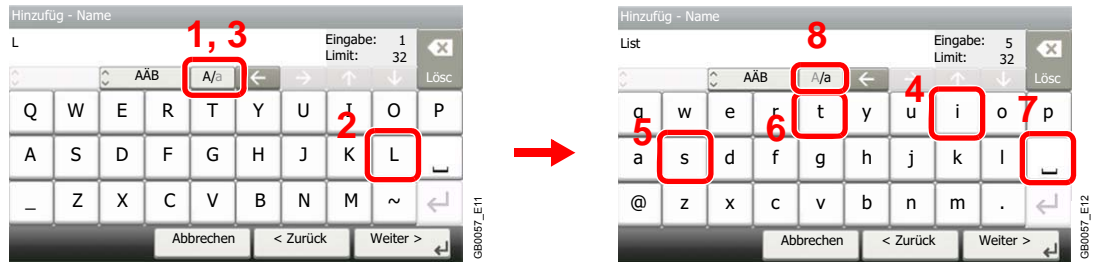 Hinzufüg - Name
L
1, 3
Eingabe: 1
Limit: 32
AÄB A/a Lösc
Q W E R T Y U I O P
2
A S D F G H J K L
_ Z X C V B N M ~
Abbrechen < Zurück Weiter >
GB0057_E11
Hinzufüg - Name
List
8
Eingabe: 5
Limit: 32
AÄB A/a Lösc
4
q w e r t y u i o p
5 6 7
a s d f g h j k l
@ z x c v b n m .
Abbrechen < Zurück Weiter >
GB0057_E12